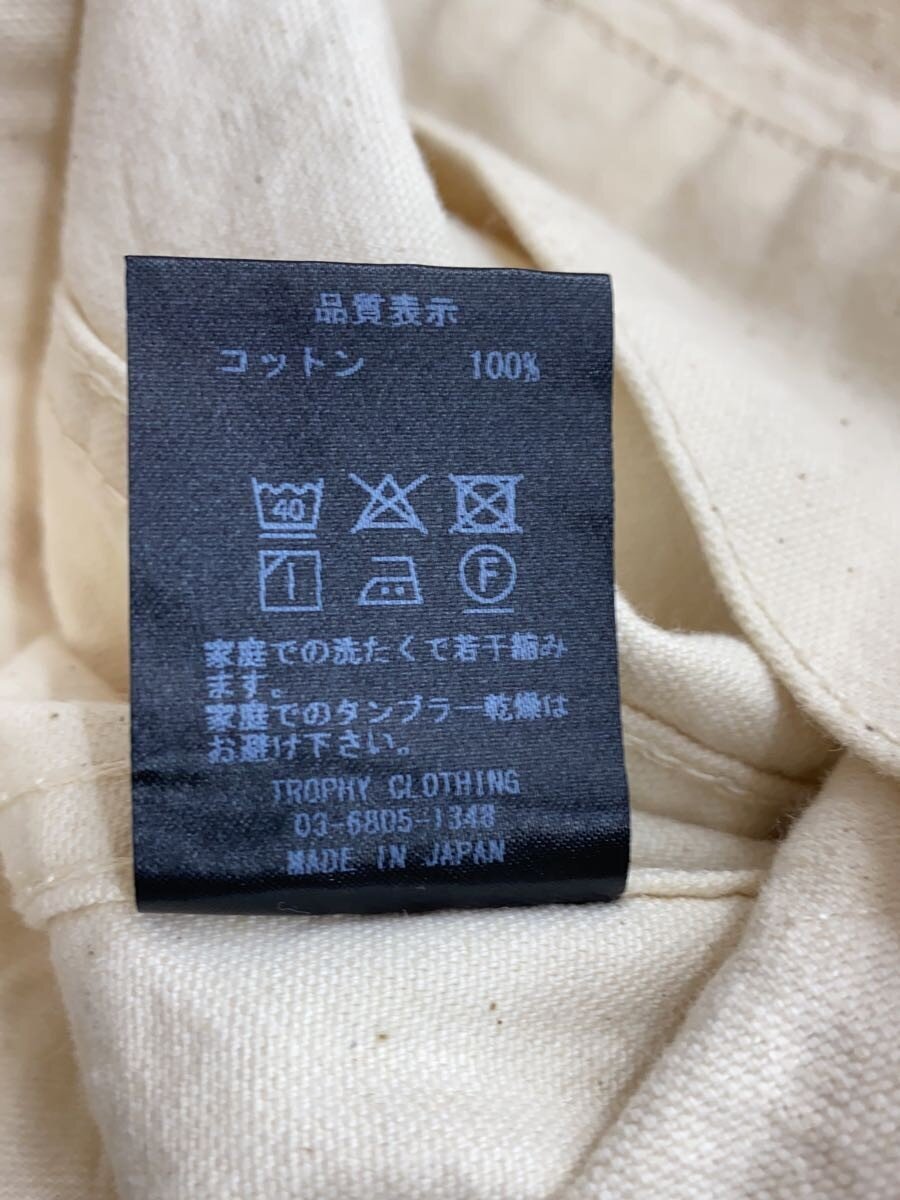 品質表示
コットン 100%
40
F
家庭での洗たくで若干縮み
ます。
家庭でのタンブラー乾燥は
お避け下さい。
TROPHY CLOTHING
03-6805-1348
MADE IN JAPAN